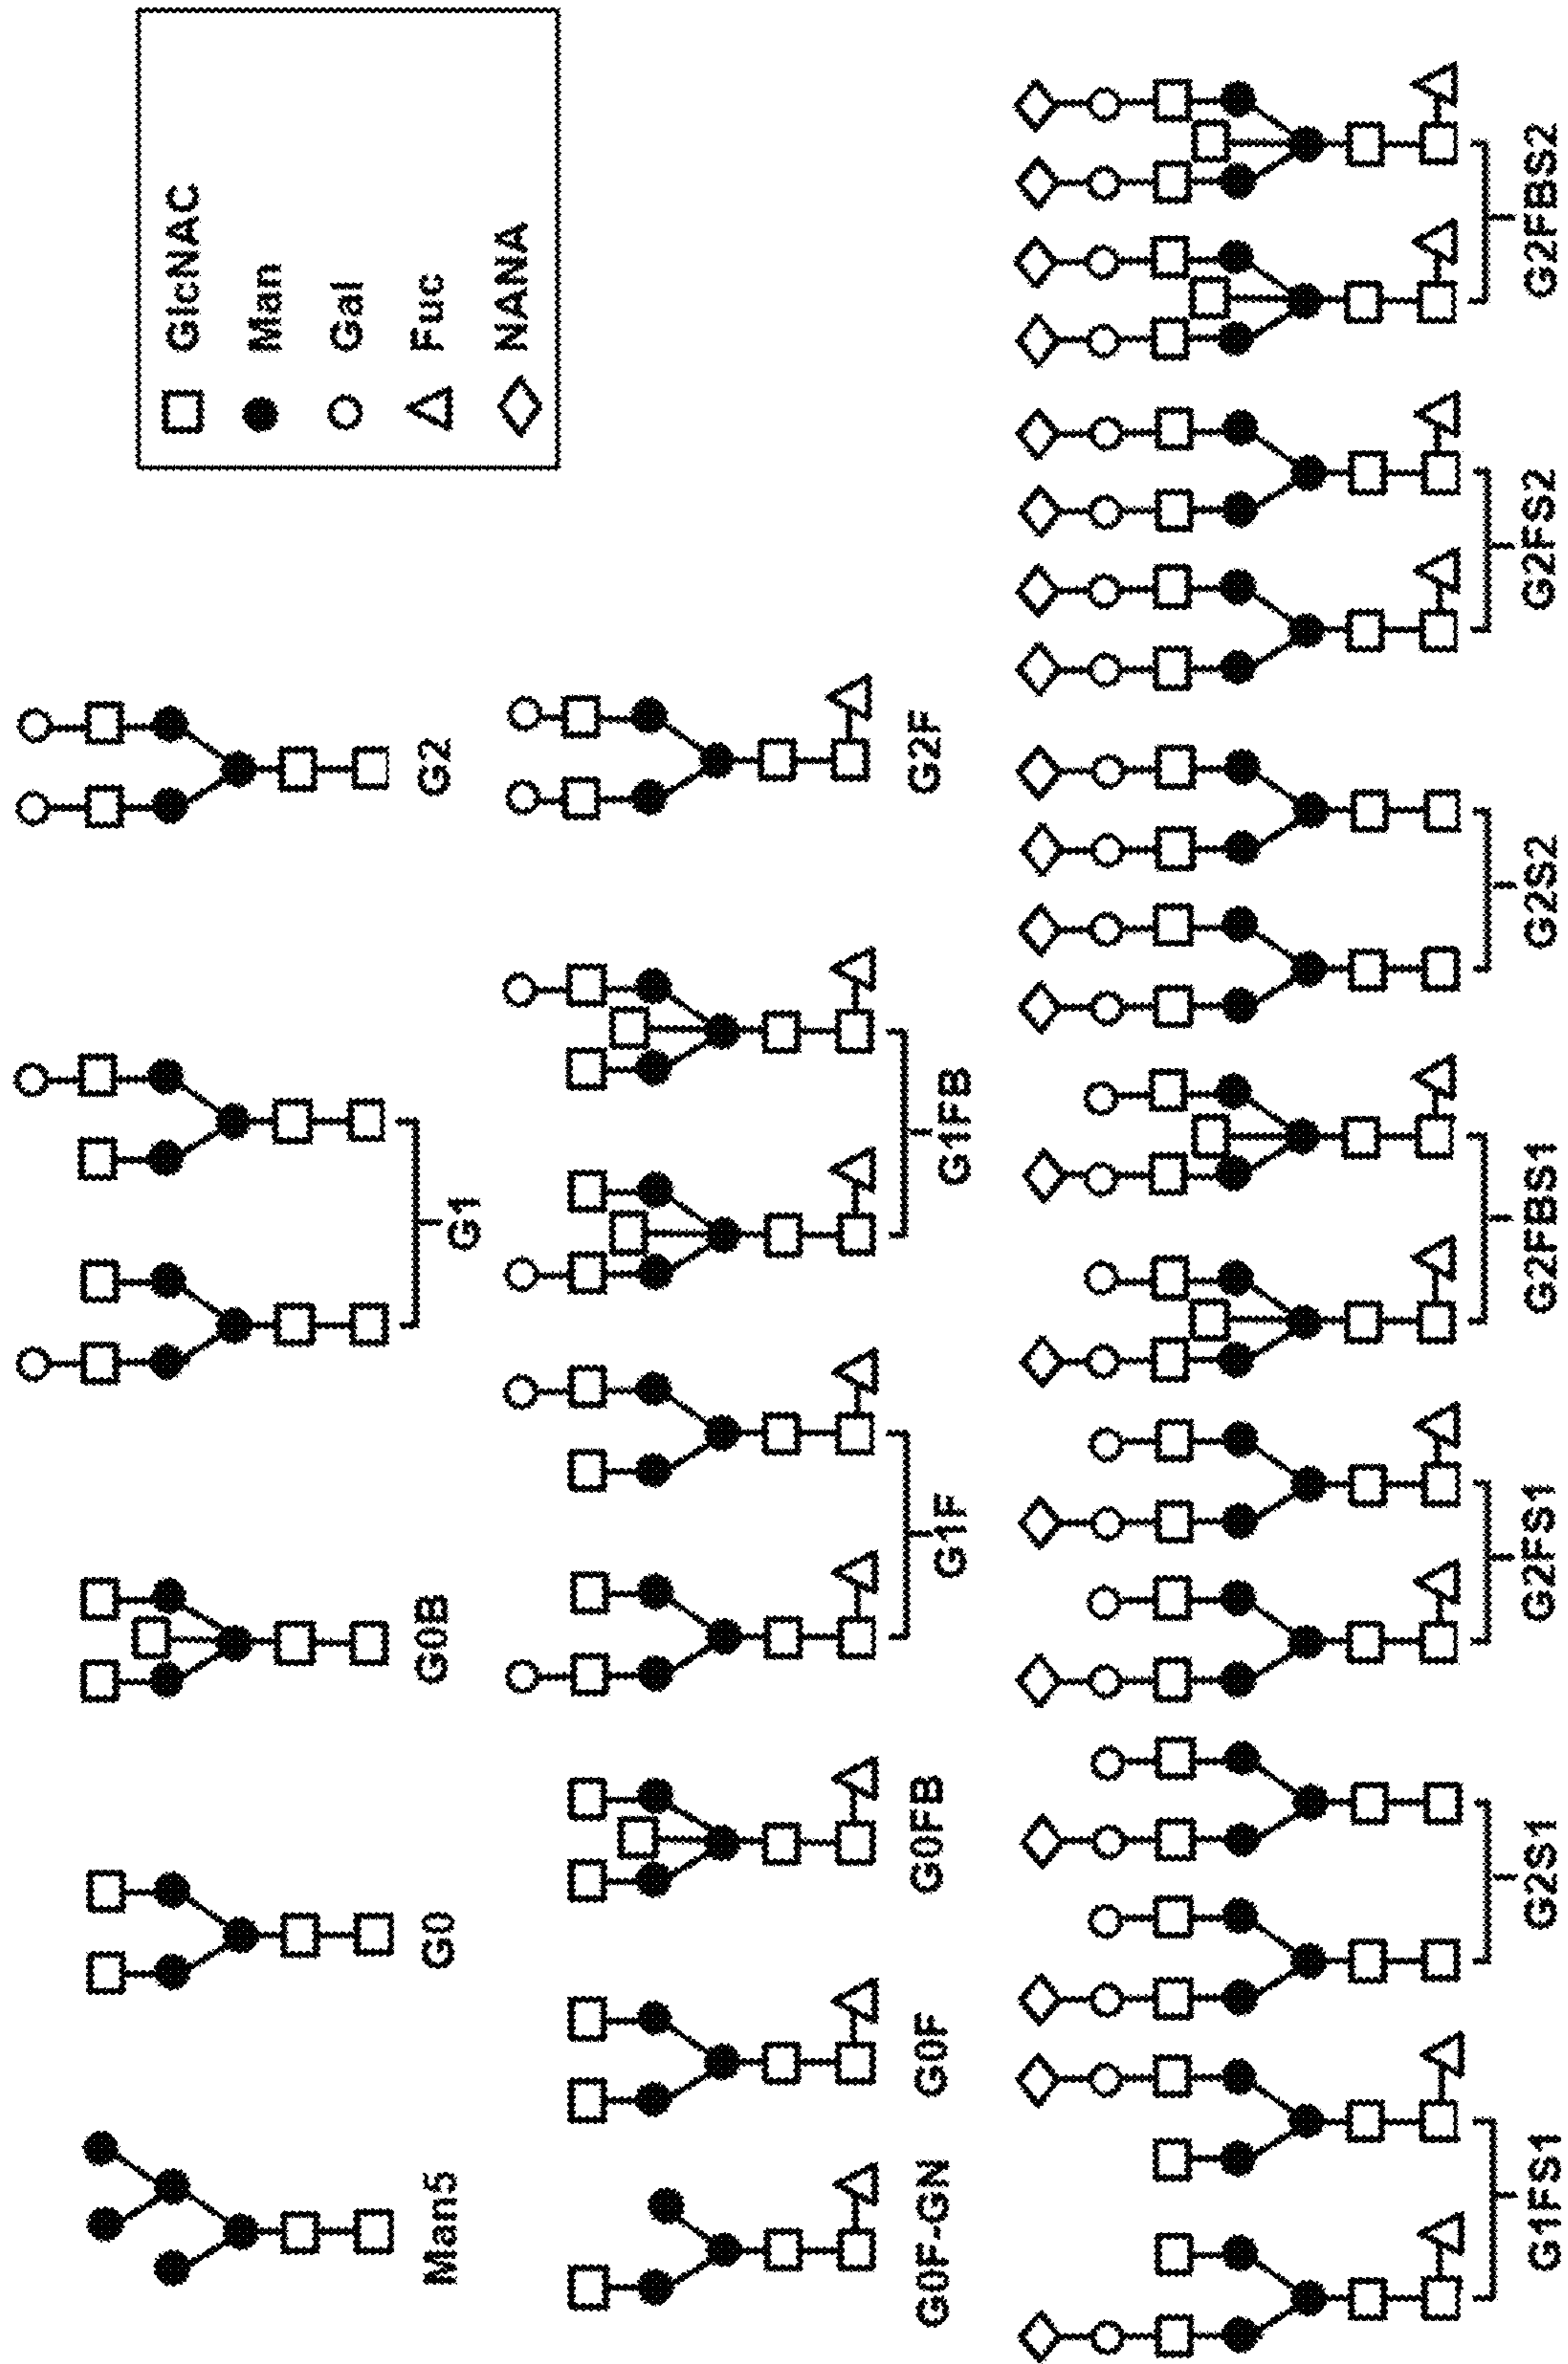 GlcNAC
Man
Gal
Fuc
NANA
Man5
G0
G0B
G1
G2
G0F-GN
G0F
G0FB
G1F
G1FB
G2F
G1FS1
G2S1
G2FS1
G2FBS1
G2S2
G2FS2
G2FBS2